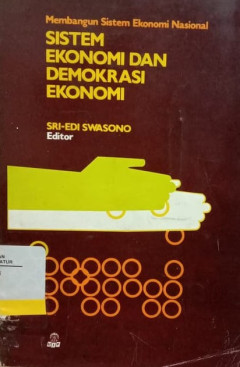 Membangun Sistem Ekonomi Nasional
SISTEM
EKONOMI DAN
DEMOKRASI
EKONOMI
SRI-EDI SWASONO
Editor